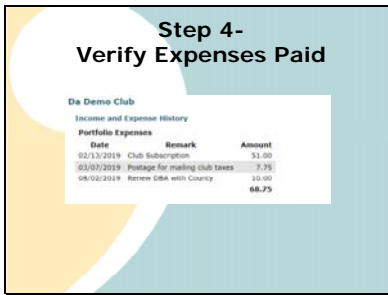 Step 4-
Verify Expenses Paid
Da Demo Club
Income and Expense History
Portfolio Expenses
Date Remark Amount
02/13/2019 Club Subscription 51.00
03/07/2019 Postage for mailing club taxes 7.75
08/02/2019 Renew DBA with County 10.00
68.75